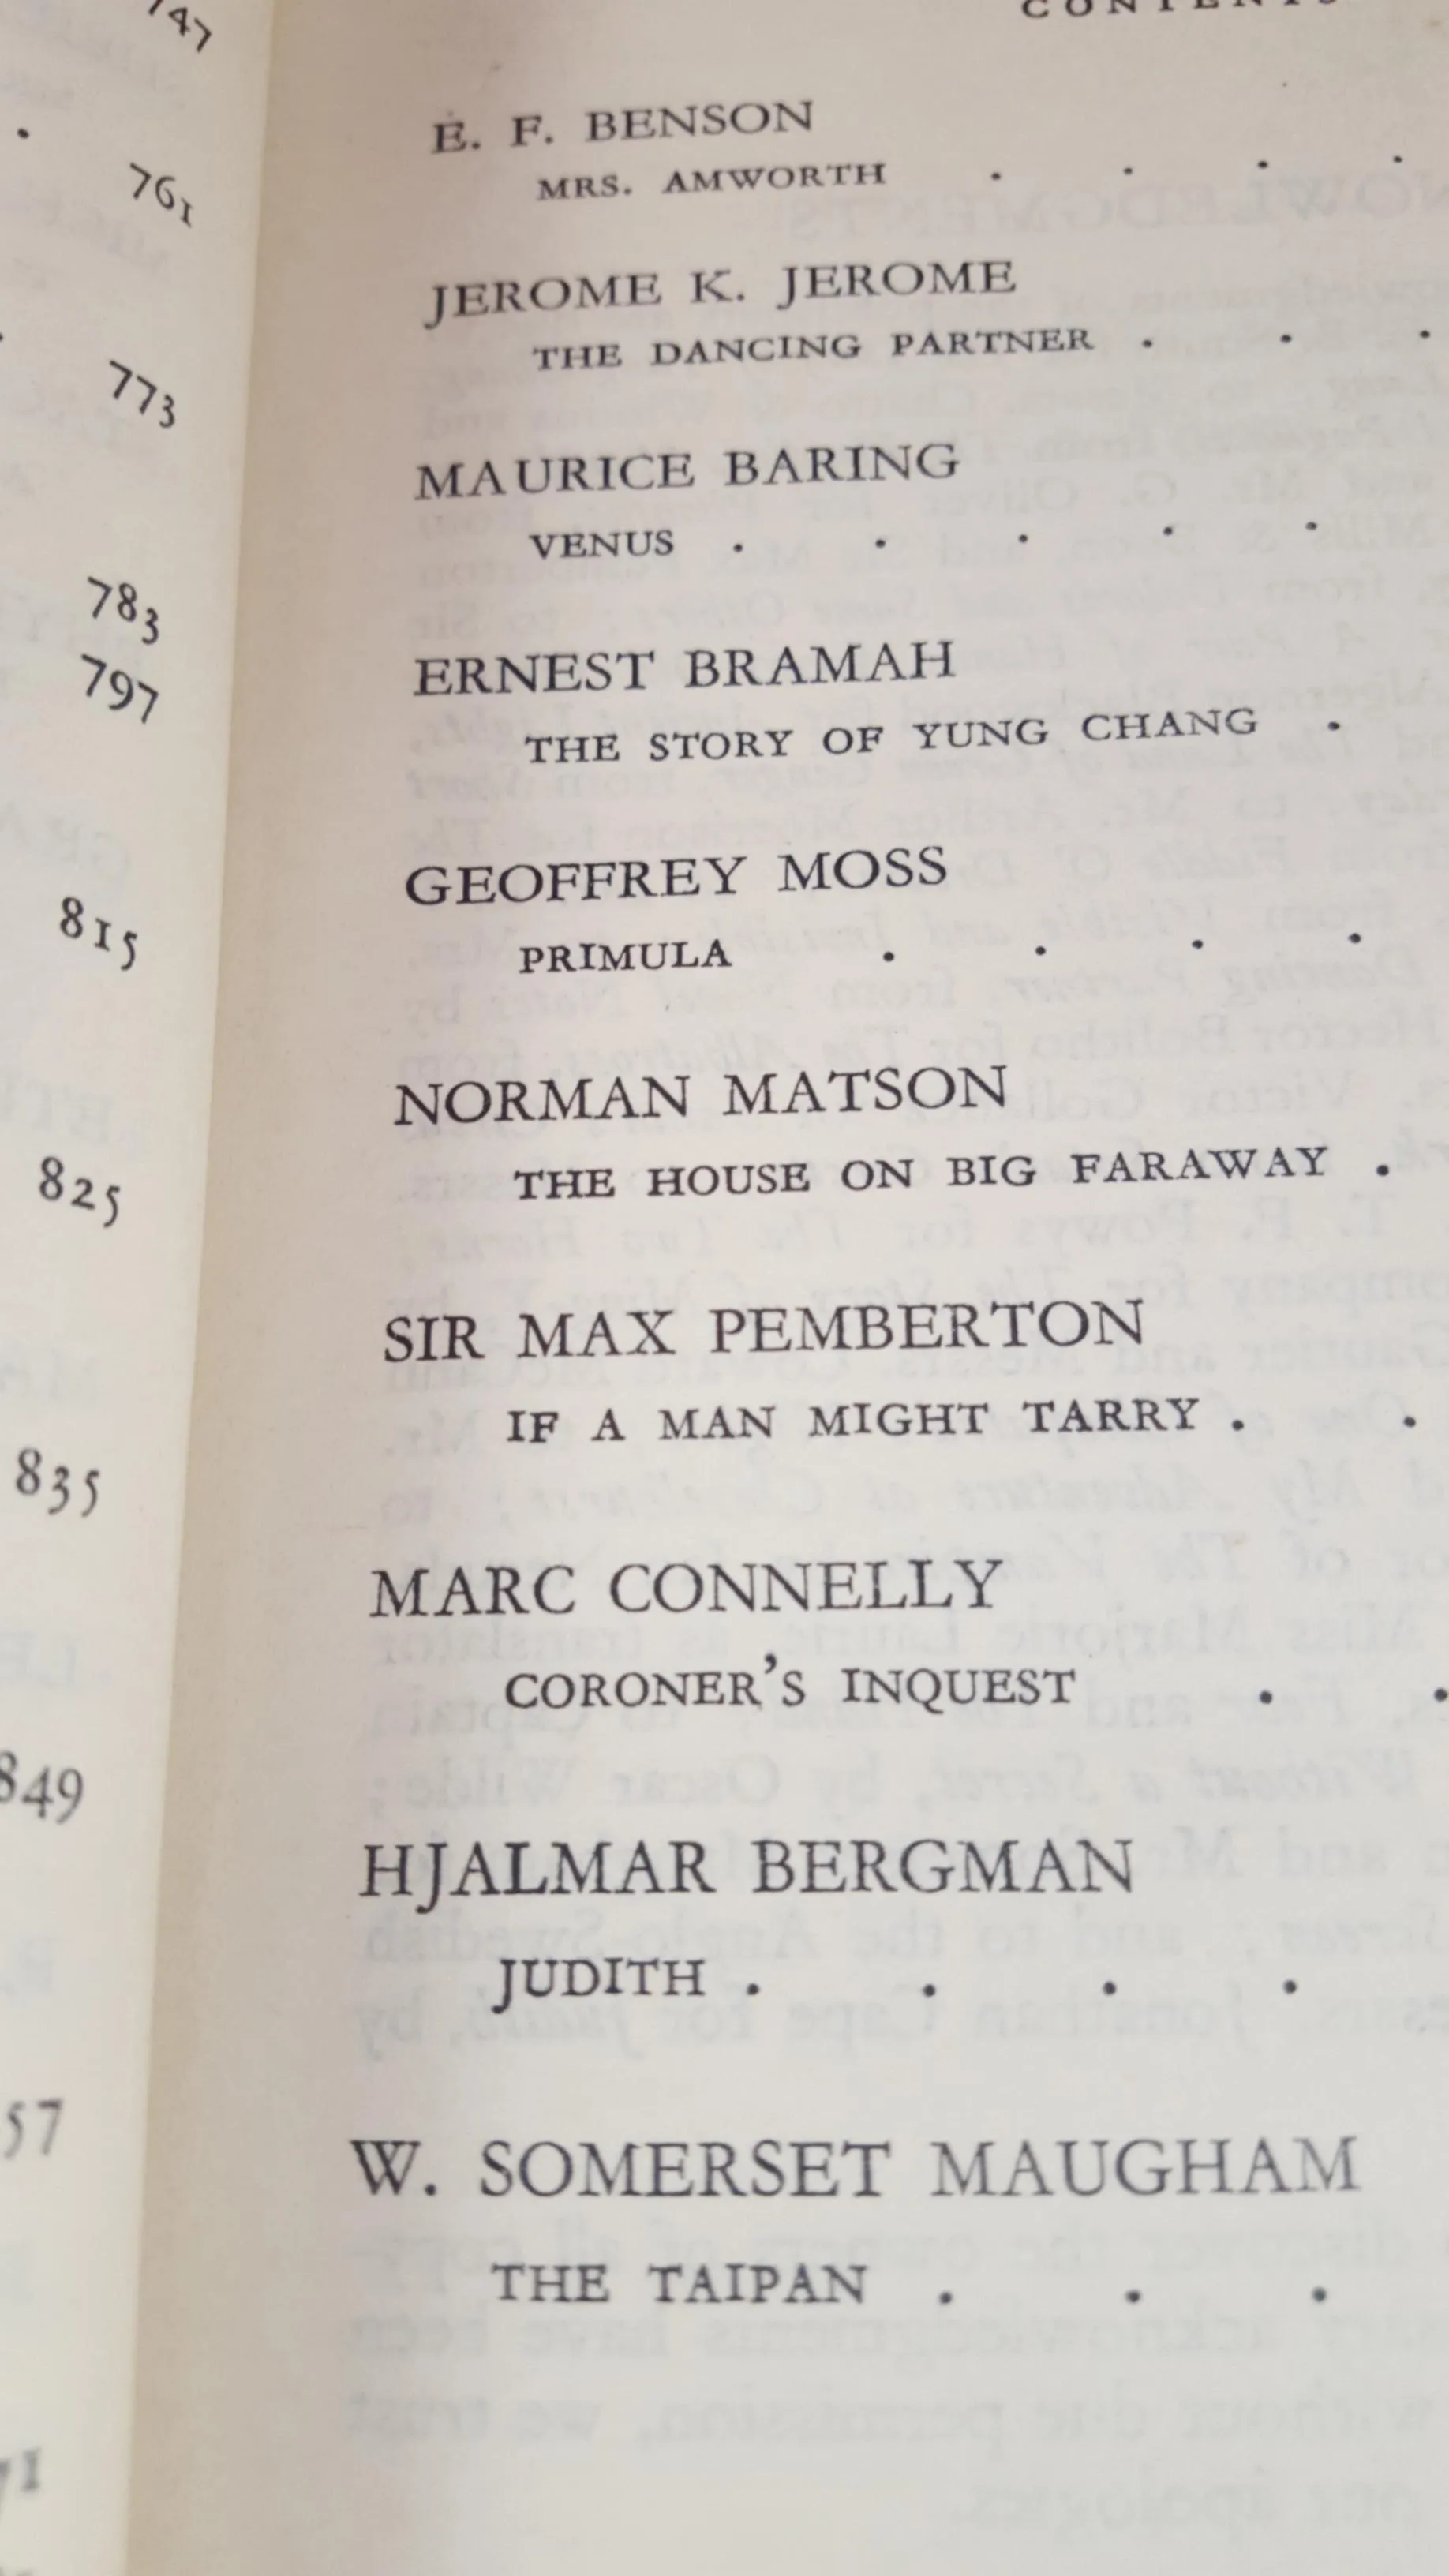 747
761
773
783
797
815
825
835
849
57
71
CONTENTS
E. F. BENSON
MRS. AMWORTH . . . .
JEROME K. JEROME
THE DANCING PARTNER . . .
MAURICE BARING
VENUS . . . . .
ERNEST BRAMAH
THE STORY OF YUNG CHANG .
GEOFFREY MOSS
PRIMULA . . . .
NORMAN MATSON
THE HOUSE ON BIG FARAWAY .
SIR MAX PEMBERTON
IF A MAN MIGHT TARRY . .
MARC CONNELLY
CORONER'S INQUEST . .
HJALMAR BERGMAN
JUDITH . . . .
W. SOMERSET MAUGHAM
THE TAIPAN . . .